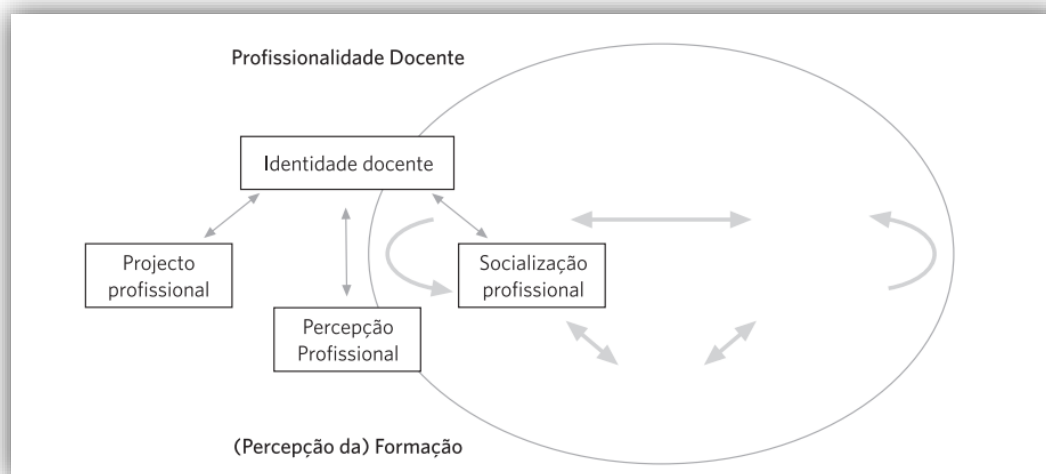 Profissionalidade Docente
Identidade docente
Projecto
profissional
Socialização
profissional
Percepção
Profissional
(Percepção da) Formação